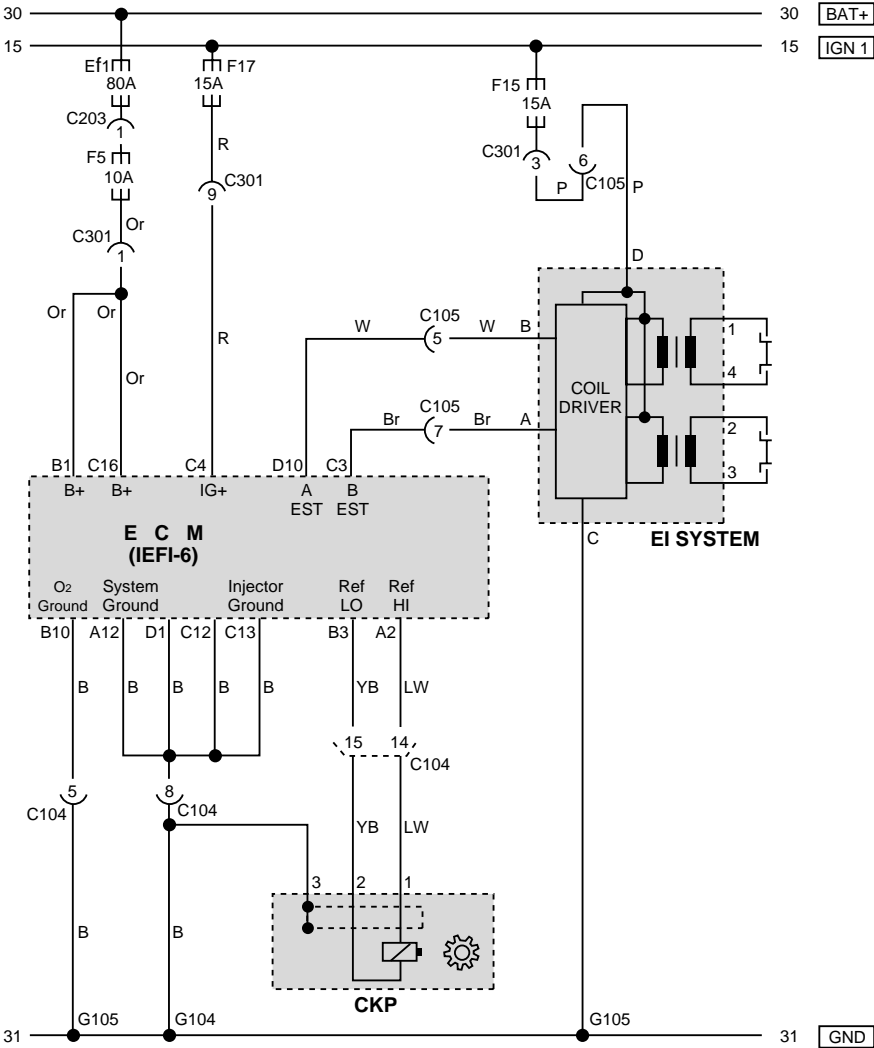 30 30 BAT+
15 15 IGN 1
Ef1 F17
80A 15A F15
15A
C203 1 R C301 3 6
F5 C105
10A 9 C301 P P
Or
C301 1 D
Or Or R W C105 W B 1
5
Or COIL 4
DRIVER
Br C105 Br A 2
7
3
B1 C16 C4 D10 C3
B+ B+ IG+ A B
EST EST C EI SYSTEM
E C M
(IEFI-6)
O2 System Injector Ref Ref
Ground Ground Ground LO HI
B10 A12 D1 C12 C13 B3 A2
B B B B B YB LW
15 14
C104
5 8
C104 C104
YB LW
3 2 1
B B
CKP
G105 G104 G105
31 31 GND